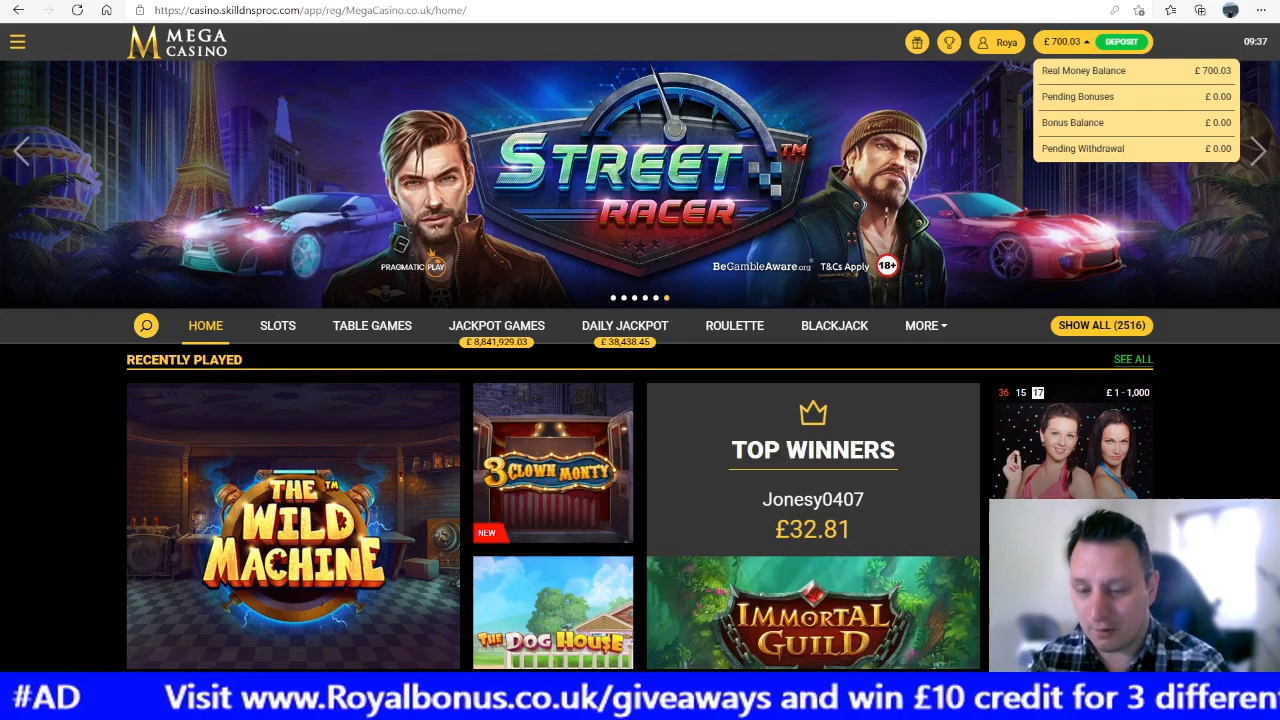 https://casino.skilldnsproc.com/app/reg/MegaCasino.co.uk/home/
MEGA
CASINO
Roya
£ 700.03
DEPOSIT
09:37
Real Money Balance £ 700.03
Pending Bonuses £ 0.00
Bonus Balance £ 0.00
Pending Withdrawal £ 0.00
STREET™
RACER
PRAGMATIC PLAY
BeGambleAware.org®
T&Cs Apply
18+
HOME
SLOTS
TABLE GAMES
JACKPOT GAMES
£ 8,841,929.03
DAILY JACKPOT
£ 38,438.45
ROULETTE
BLACKJACK
MORE
SHOW ALL (2516)
RECENTLY PLAYED
SEE ALL
THE™
WILD
MACHINE
3 CLOWN MONTY
NEW
THE DOG HOUSE
TOP WINNERS
Jonesy0407
£32.81
IMMORTAL
GUILD
36 15 17 £ 1 - 1,000
#AD Visit www.Royalbonus.co.uk/giveaways and win £10 credit for 3 differen